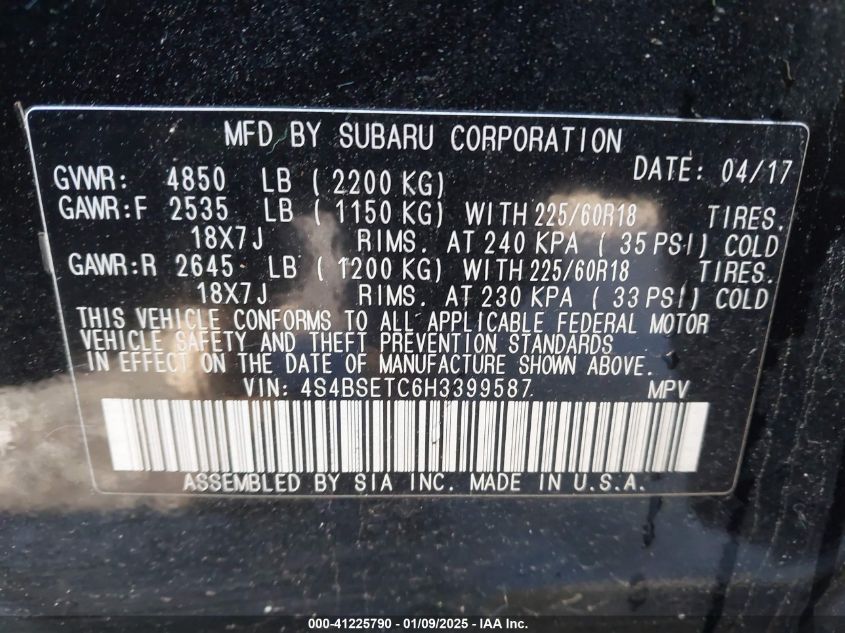 MFD BY SUBARU CORPORATION
DATE: 04/17
GVWR: 4850 LB ( 2200 KG)
GAWR:F 2535 LB ( 1150 KG) WITH 225/60R18 TIRES.
18X7J RIMS. AT 240 KPA ( 35 PSI) COLD
GAWR:R 2645 LB ( 1200 KG) WITH 225/60R18 TIRES.
18X7J RIMS. AT 230 KPA ( 33 PSI) COLD
THIS VEHICLE CONFORMS TO ALL APPLICABLE FEDERAL MOTOR
VEHICLE SAFETY AND THEFT PREVENTION STANDARDS
IN EFFECT ON THE DATE OF MANUFACTURE SHOWN ABOVE.
VIN: 4S4BSETC6H3399587 MPV
ASSEMBLED BY SIA INC. MADE IN U.S.A.
000-41225790 - 01/09/2025 - IAA Inc.